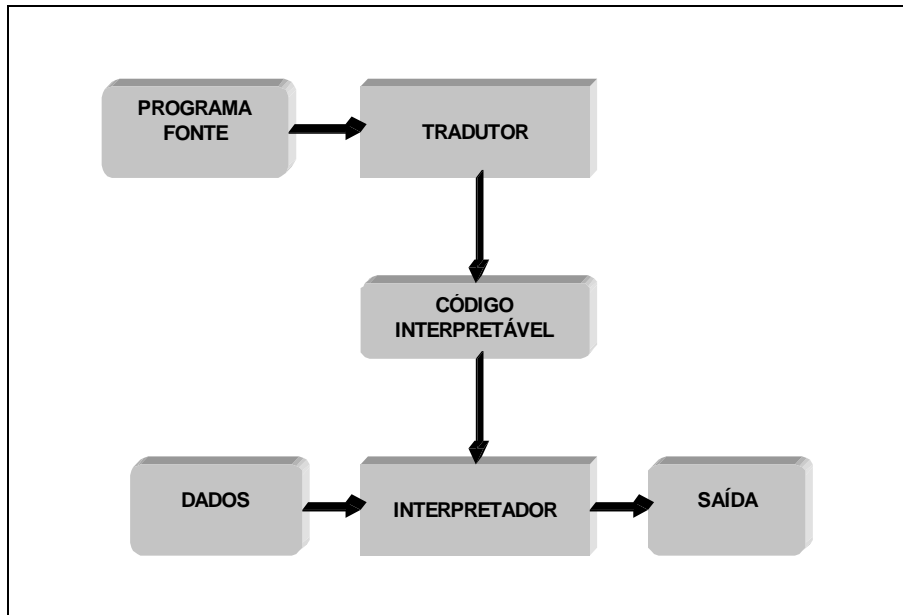 PROGRAMA
FONTE
TRADUTOR
CÓDIGO
INTERPRETÁVEL
DADOS
INTERPRETADOR
SAÍDA